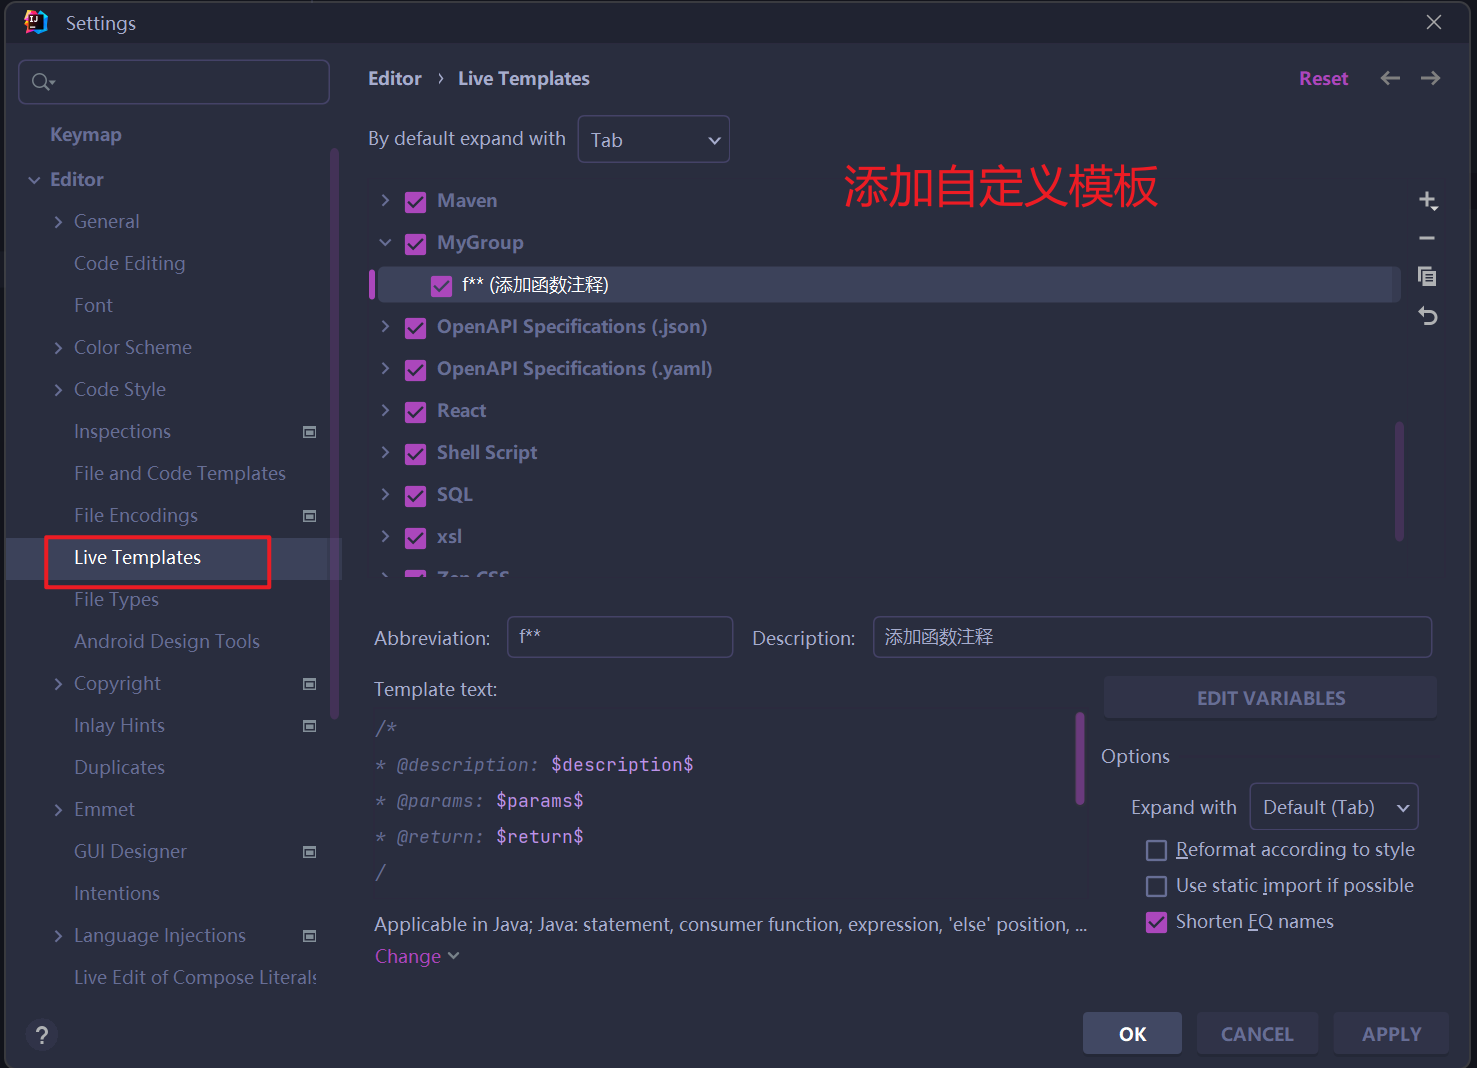 Settings
Editor › Live Templates
Reset
By default expand with
Tab
添加自定义模板
Keymap
Editor
General
Code Editing
Font
Color Scheme
Code Style
Inspections
File and Code Templates
File Encodings
Live Templates
File Types
Android Design Tools
Copyright
Inlay Hints
Duplicates
Emmet
GUI Designer
Intentions
Language Injections
Live Edit of Compose Literals
Maven
MyGroup
f** (添加函数注释)
OpenAPI Specifications (.json)
OpenAPI Specifications (.yaml)
React
Shell Script
SQL
xsl
Zen CSS
Abbreviation:
f**
Description:
添加函数注释
Template text:
/*
* @description: $description$
* @params: $params$
* @return: $return$
/
EDIT VARIABLES
Options
Expand with
Default (Tab)
Reformat according to style
Use static import if possible
Shorten EQ names
Applicable in Java; Java: statement, consumer function, expression, 'else' position, ...
Change
?
OK
CANCEL
APPLY